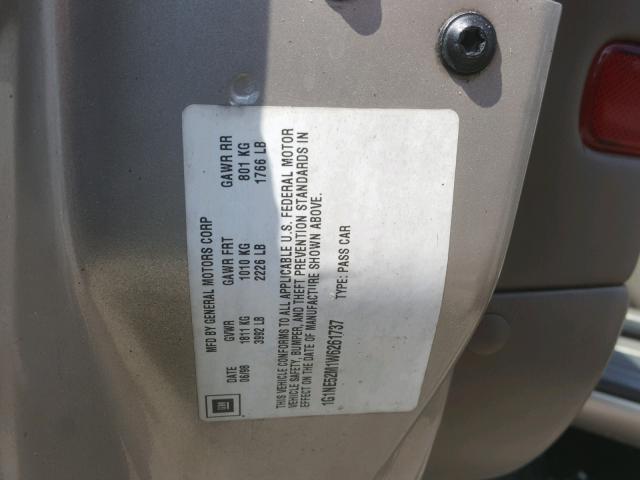 MFD BY GENERAL MOTORS CORP
DATE GVWR GAWR FRT GAWR RR
06/98 1811 KG 1010 KG 801 KG
3992 LB 2226 LB 1766 LB
THIS VEHICLE CONFORMS TO ALL APPLICABLE U.S. FEDERAL MOTOR
VEHICLE SAFETY, BUMPER, AND THEFT PREVENTION STANDARDS IN
EFFECT ON THE DATE OF MANUFACTURE SHOWN ABOVE.
1G1NE52M1W6261737 TYPE: PASS CAR
GM